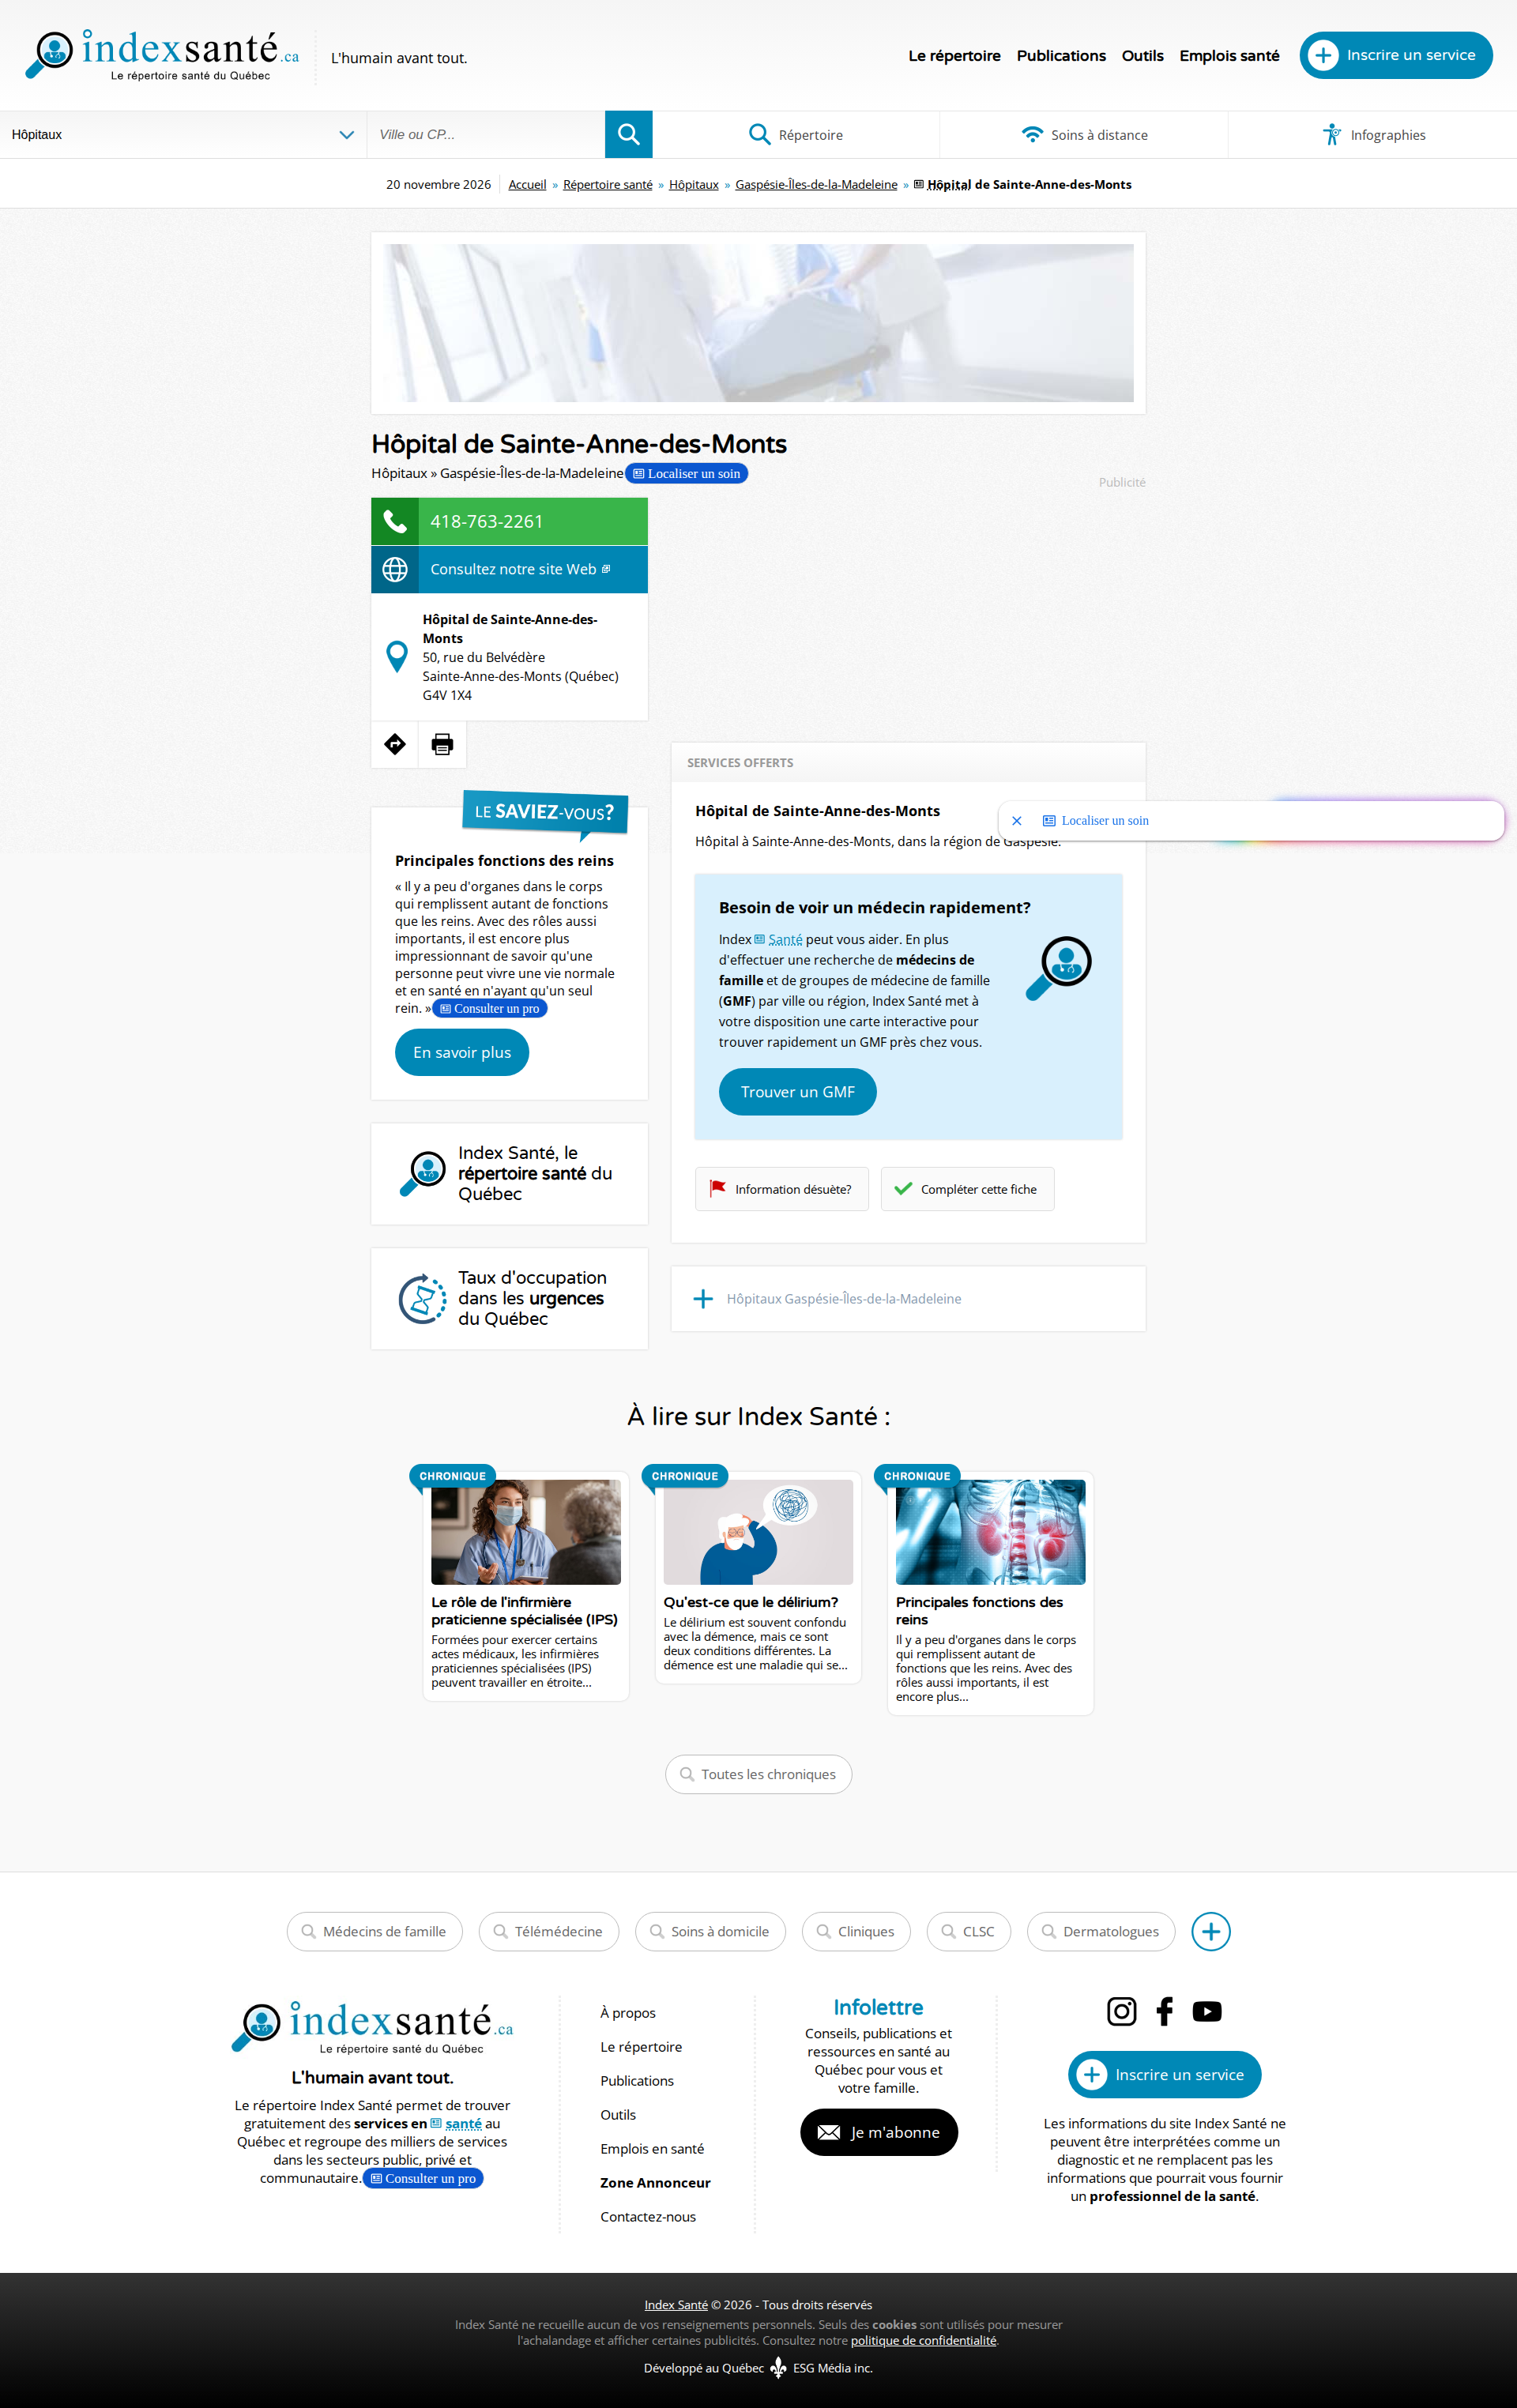 indexsanté.ca
Le répertoire santé du Québec
L'humain avant tout.
Le répertoire
Publications
Outils
Emplois santé
Inscrire un service
Hôpitaux
Ville ou CP...
Répertoire
Soins à distance
Infographies
20 novembre 2026
Accueil » Répertoire santé » Hôpitaux » Gaspésie-Îles-de-la-Madeleine » Hôpital de Sainte-Anne-des-Monts
Hôpital de Sainte-Anne-des-Monts
Hôpitaux » Gaspésie-Îles-de-la-Madeleine Localiser un soin
Publicité
418-763-2261
Consultez notre site Web
Hôpital de Sainte-Anne-des-
Monts
50, rue du Belvédère
Sainte-Anne-des-Monts (Québec)
G4V 1X4
LE SAVIEZ-VOUS?
Principales fonctions des reins
« Il y a peu d'organes dans le corps
qui remplissent autant de fonctions
que les reins. Avec des rôles aussi
importants, il est encore plus
impressionnant de savoir qu'une
personne peut vivre une vie normale
et en santé en n'ayant qu'un seul
rein. » Consulter un pro
En savoir plus
Index Santé, le
répertoire santé du
Québec
Taux d'occupation
dans les urgences
du Québec
SERVICES OFFERTS
Hôpital de Sainte-Anne-des-Monts
Hôpital à Sainte-Anne-des-Monts, dans la région de Gaspésie.
Localiser un soin
Besoin de voir un médecin rapidement?
Index Santé peut vous aider. En plus
d'effectuer une recherche de médecins de
famille et de groupes de médecine de famille
(GMF) par ville ou région, Index Santé met à
votre disposition une carte interactive pour
trouver rapidement un GMF près chez vous.
Trouver un GMF
Information désuète?
Compléter cette fiche
Hôpitaux Gaspésie-Îles-de-la-Madeleine
À lire sur Index Santé :
CHRONIQUE
Le rôle de l'infirmière
praticienne spécialisée (IPS)
Formées pour exercer certains
actes médicaux, les infirmières
praticiennes spécialisées (IPS)
peuvent travailler en étroite...
CHRONIQUE
Qu'est-ce que le délirium?
Le délirium est souvent confondu
avec la démence, mais ce sont
deux conditions différentes. La
démence est une maladie qui se...
CHRONIQUE
Principales fonctions des
reins
Il y a peu d'organes dans le corps
qui remplissent autant de
fonctions que les reins. Avec des
rôles aussi importants, il est
encore plus...
Toutes les chroniques
Médecins de famille
Télémédecine
Soins à domicile
Cliniques
CLSC
Dermatologues
indexsanté.ca
Le répertoire santé du Québec
L'humain avant tout.
Le répertoire Index Santé permet de trouver
gratuitement des services en santé au
Québec et regroupe des milliers de services
dans les secteurs public, privé et
communautaire. Consulter un pro
À propos
Le répertoire
Publications
Outils
Emplois en santé
Zone Annonceur
Contactez-nous
Infolettre
Conseils, publications et
ressources en santé au
Québec pour vous et
votre famille.
Je m'abonne
Inscrire un service
Les informations du site Index Santé ne
peuvent être interprétées comme un
diagnostic et ne remplacent pas les
informations que pourrait vous fournir
un professionnel de la santé.
Index Santé © 2026 - Tous droits réservés
Index Santé ne recueille aucun de vos renseignements personnels. Seuls des cookies sont utilisés pour mesurer
l'achalandage et afficher certaines publicités. Consultez notre politique de confidentialité.
Développé au Québec ESG Média inc.